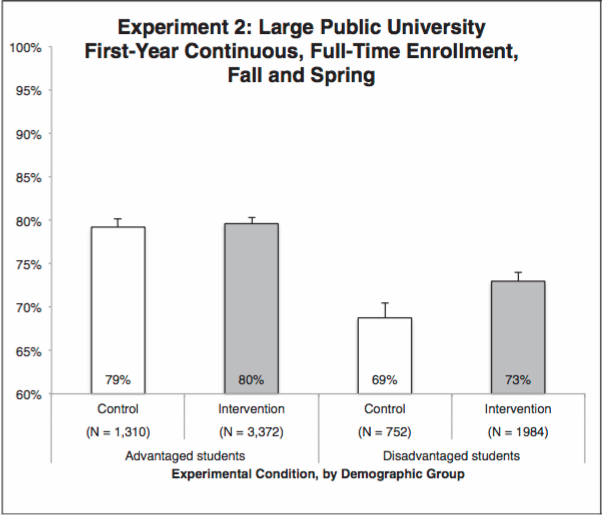 Experiment 2: Large Public University
First-Year Continuous, Full-Time Enrollment,
Fall and Spring
100%
95%
90%
85%
80%
75%
70%
65%
60%
79%
80%
69%
73%
Control
Intervention
Control
Intervention
(N = 1,310)
(N = 3,372)
(N = 752)
(N = 1984)
Advantaged students
Disadvantaged students
Experimental Condition, by Demographic Group